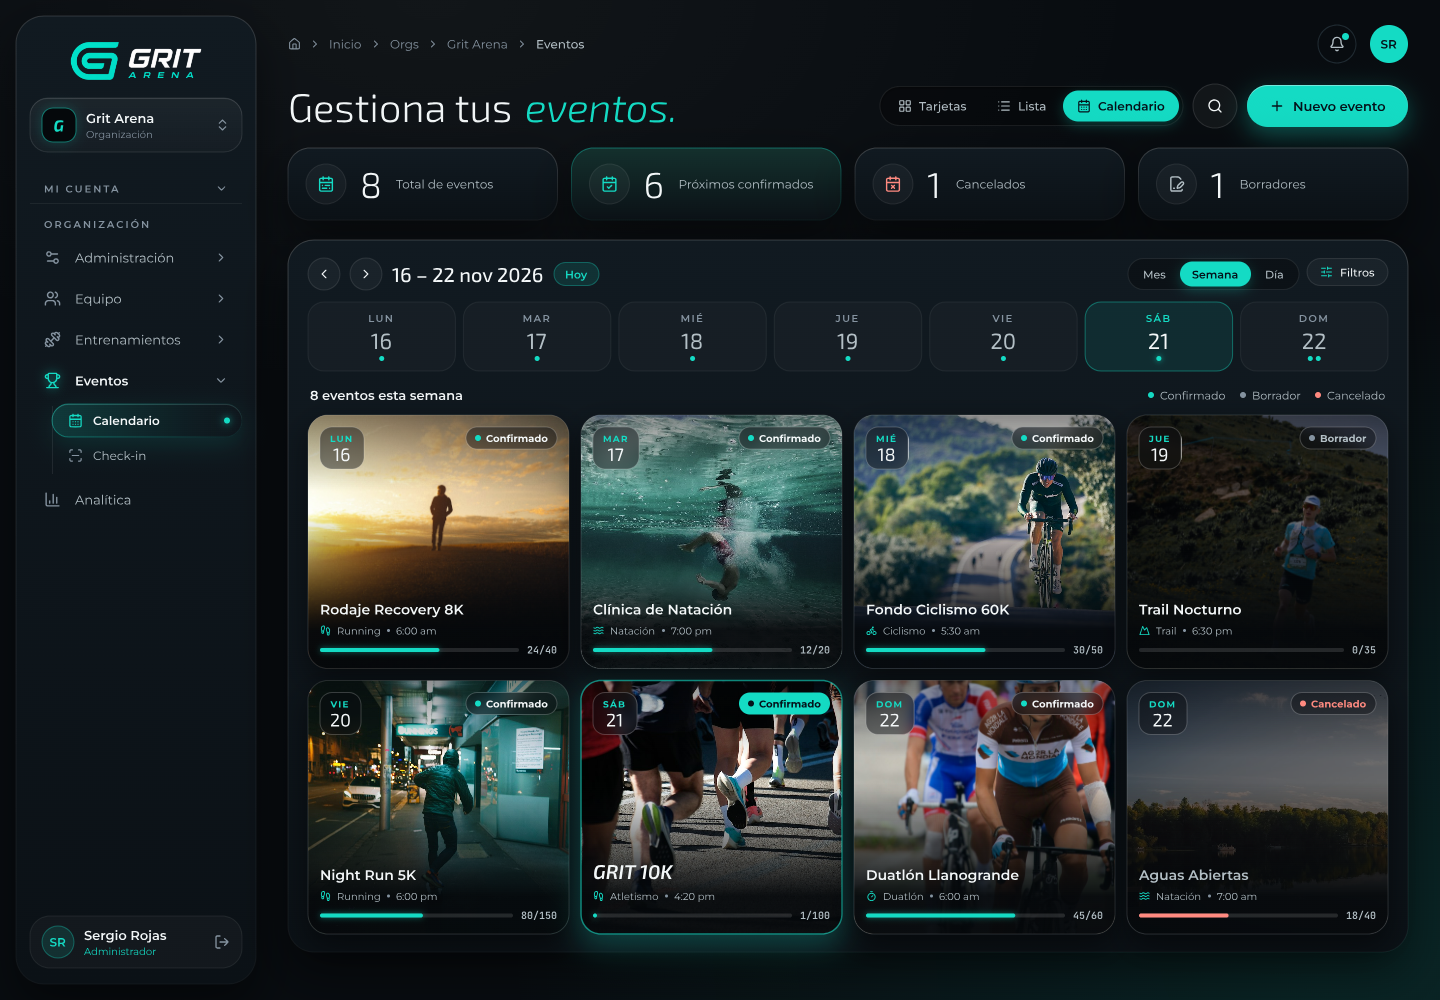 GRIT
ARENA
G
Grit Arena
Organización
MI CUENTA
ORGANIZACIÓN
Administración
Equipo
Entrenamientos
Eventos
Calendario
Check-in
Analítica
SR
Sergio Rojas
Administrador
Inicio
Orgs
Grit Arena
Eventos
SR
Gestiona tus eventos.
Tarjetas
Lista
Calendario
Nuevo evento
8 Total de eventos
6 Próximos confirmados
1 Cancelados
1 Borradores
16 – 22 nov 2026
Hoy
Mes
Semana
Día
Filtros
LUN
16
MAR
17
MIÉ
18
JUE
19
VIE
20
SÁB
21
DOM
22
8 eventos esta semana
Confirmado
Borrador
Cancelado
LUN
16
Confirmado
Rodaje Recovery 8K
Running • 6:00 am
24/40
MAR
17
Confirmado
Clínica de Natación
Natación • 7:00 pm
12/20
MIÉ
18
Confirmado
Fondo Ciclismo 60K
Ciclismo • 5:30 am
30/50
JUE
19
Borrador
Trail Nocturno
Trail • 6:30 pm
0/35
VIE
20
Confirmado
Night Run 5K
Running • 6:00 pm
80/150
SÁB
21
Confirmado
GRIT 10K
Atletismo • 4:20 pm
1/100
DOM
22
Confirmado
AG2R LA
MONDIALE
Duatlón Llanogrande
Duatlón • 6:00 am
45/60
DOM
22
Cancelado
Aguas Abiertas
Natación • 7:00 am
18/40